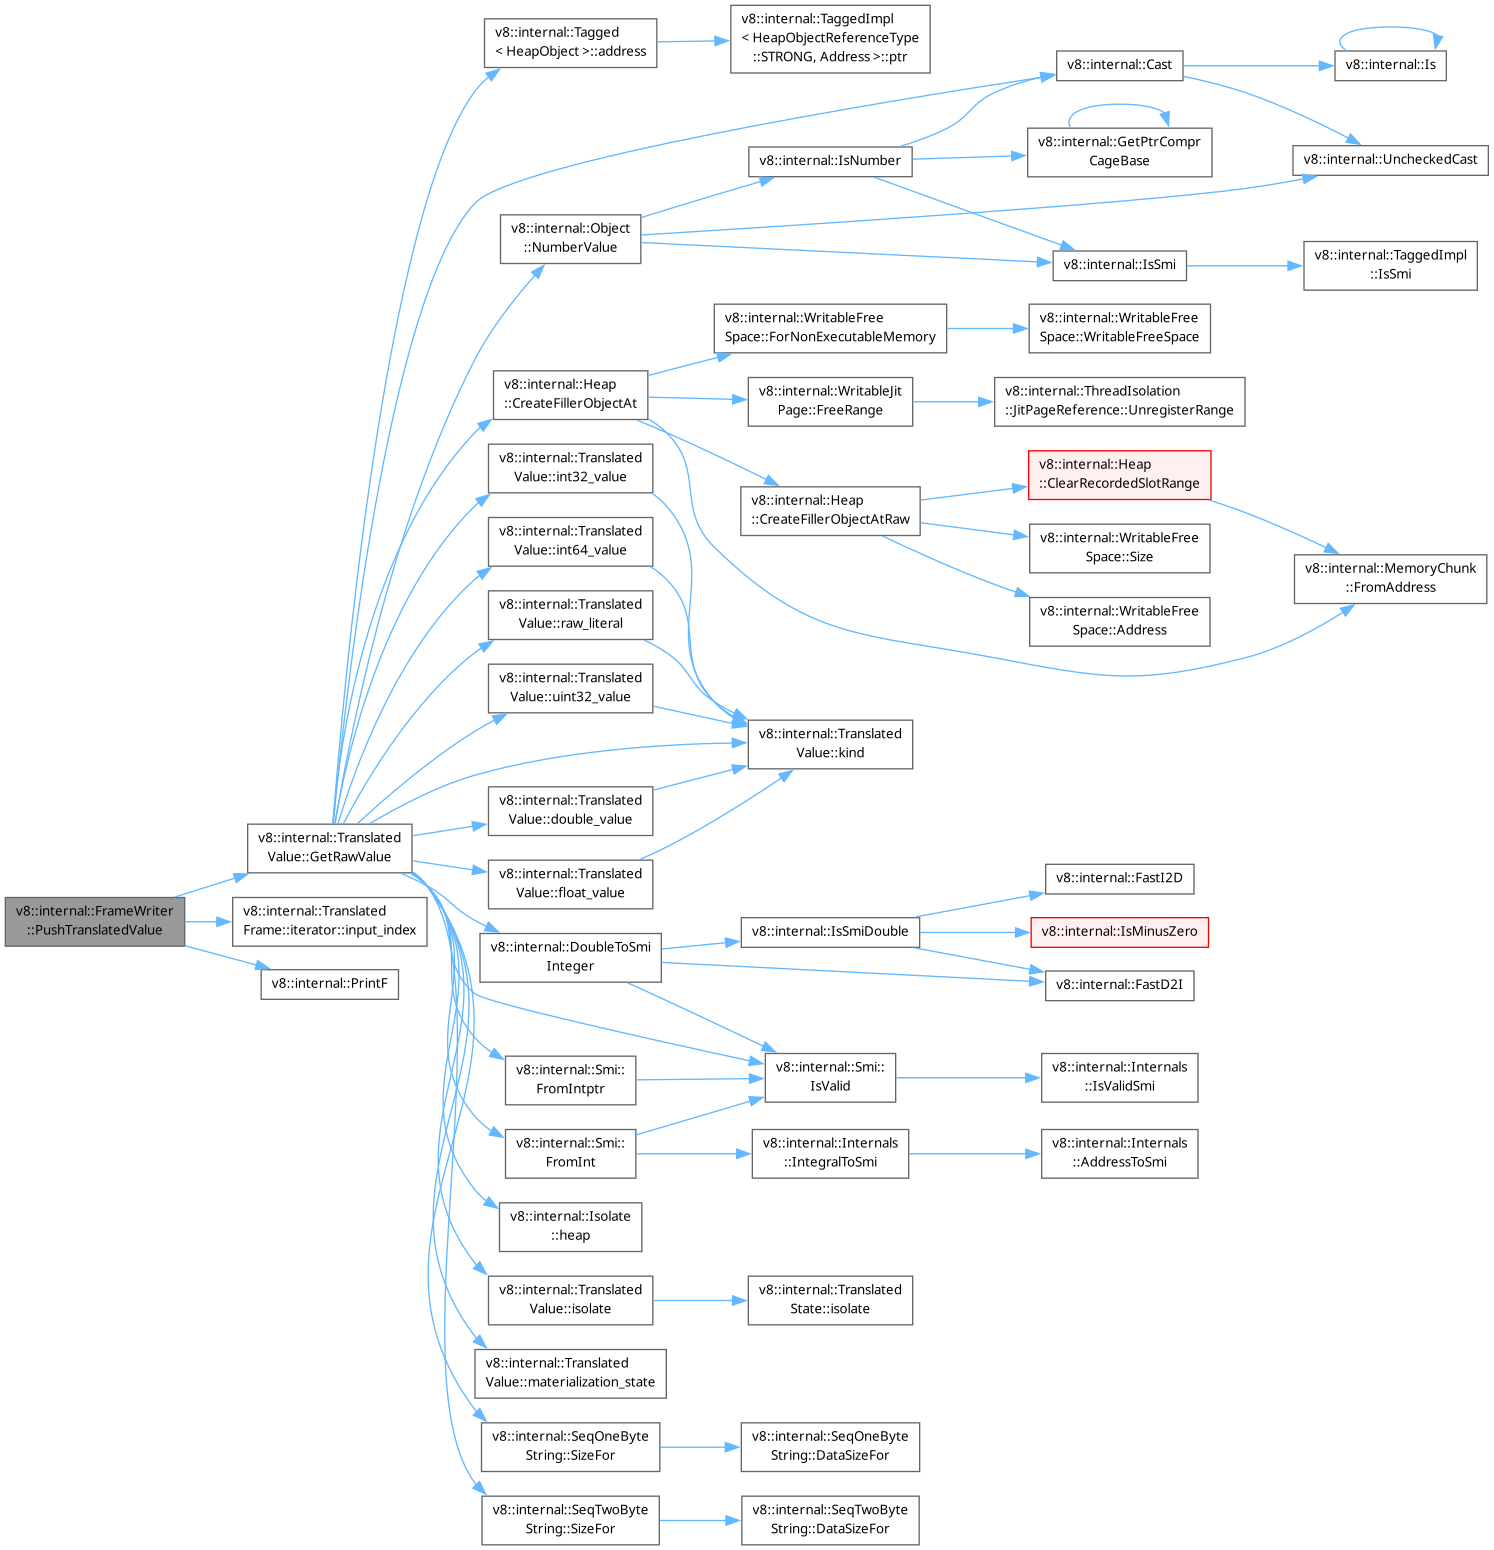 v8::internal::FrameWriter
::PushTranslatedValue
v8::internal::Translated
Value::GetRawValue
v8::internal::Translated
Frame::iterator::input_index
v8::internal::PrintF
v8::internal::Tagged
< HeapObject >::address
v8::internal::TaggedImpl
< HeapObjectReferenceType
::STRONG, Address >::ptr
v8::internal::Cast
v8::internal::Is
v8::internal::GetPtrCompr
CageBase
v8::internal::UncheckedCast
v8::internal::IsNumber
v8::internal::Object
::NumberValue
v8::internal::IsSmi
v8::internal::TaggedImpl
::IsSmi
v8::internal::WritableFree
Space::ForNonExecutableMemory
v8::internal::WritableFree
Space::WritableFreeSpace
v8::internal::Heap
::CreateFillerObjectAt
v8::internal::WritableJit
Page::FreeRange
v8::internal::ThreadIsolation
::JitPageReference::UnregisterRange
v8::internal::Translated
Value::int32_value
v8::internal::Heap
::CreateFillerObjectAtRaw
v8::internal::Heap
::ClearRecordedSlotRange
v8::internal::Translated
Value::int64_value
v8::internal::WritableFree
Space::Size
v8::internal::MemoryChunk
::FromAddress
v8::internal::Translated
Value::raw_literal
v8::internal::WritableFree
Space::Address
v8::internal::Translated
Value::uint32_value
v8::internal::Translated
Value::kind
v8::internal::Translated
Value::double_value
v8::internal::Translated
Value::float_value
v8::internal::DoubleToSmi
Integer
v8::internal::IsSmiDouble
v8::internal::FastI2D
v8::internal::IsMinusZero
v8::internal::FastD2I
v8::internal::Smi::
FromIntptr
v8::internal::Smi::
IsValid
v8::internal::Internals
::IsValidSmi
v8::internal::Smi::
FromInt
v8::internal::Internals
::IntegralToSmi
v8::internal::Internals
::AddressToSmi
v8::internal::Isolate
::heap
v8::internal::Translated
Value::isolate
v8::internal::Translated
State::isolate
v8::internal::Translated
Value::materialization_state
v8::internal::SeqOneByte
String::SizeFor
v8::internal::SeqOneByte
String::DataSizeFor
v8::internal::SeqTwoByte
String::SizeFor
v8::internal::SeqTwoByte
String::DataSizeFor